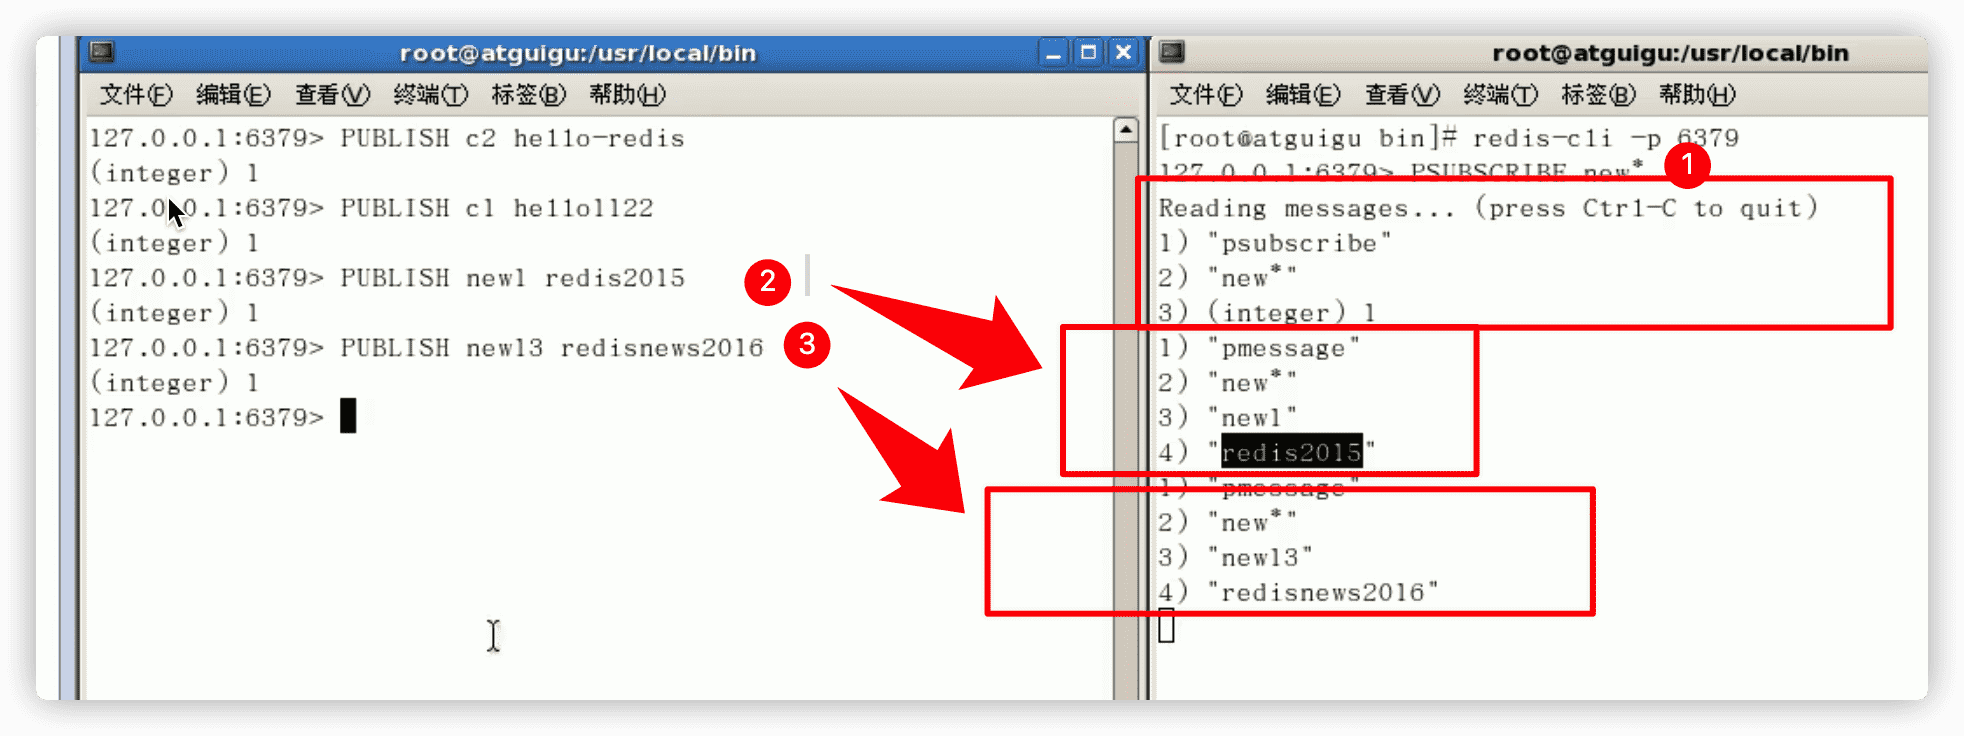 root@atguigu:/usr/local/bin
文件(F) 编辑(E) 查看(V) 终端(T) 标签(B) 帮助(H)
127.0.0.1:6379> PUBLISH c2 hello-redis
(integer) 1
127.0.0.1:6379> PUBLISH c1 hello1122
(integer) 1
127.0.0.1:6379> PUBLISH new1 redis2015
2
(integer) 1
127.0.0.1:6379> PUBLISH new13 redisnews2016
3
(integer) 1
127.0.0.1:6379>
root@atguigu:/usr/local/bin
文件(F) 编辑(E) 查看(V) 终端(T) 标签(B) 帮助(H)
[root@atguigu bin]# redis-cli -p 6379
127.0.0.1:6379> PSUBSCRIBE new*
1
Reading messages... (press Ctrl-C to quit)
1) "psubscribe"
2) "new*"
3) (integer) 1
1) "pmessage"
2) "new*"
3) "new1"
4) "redis2015"
1) "pmessage"
2) "new*"
3) "new13"
4) "redisnews2016"